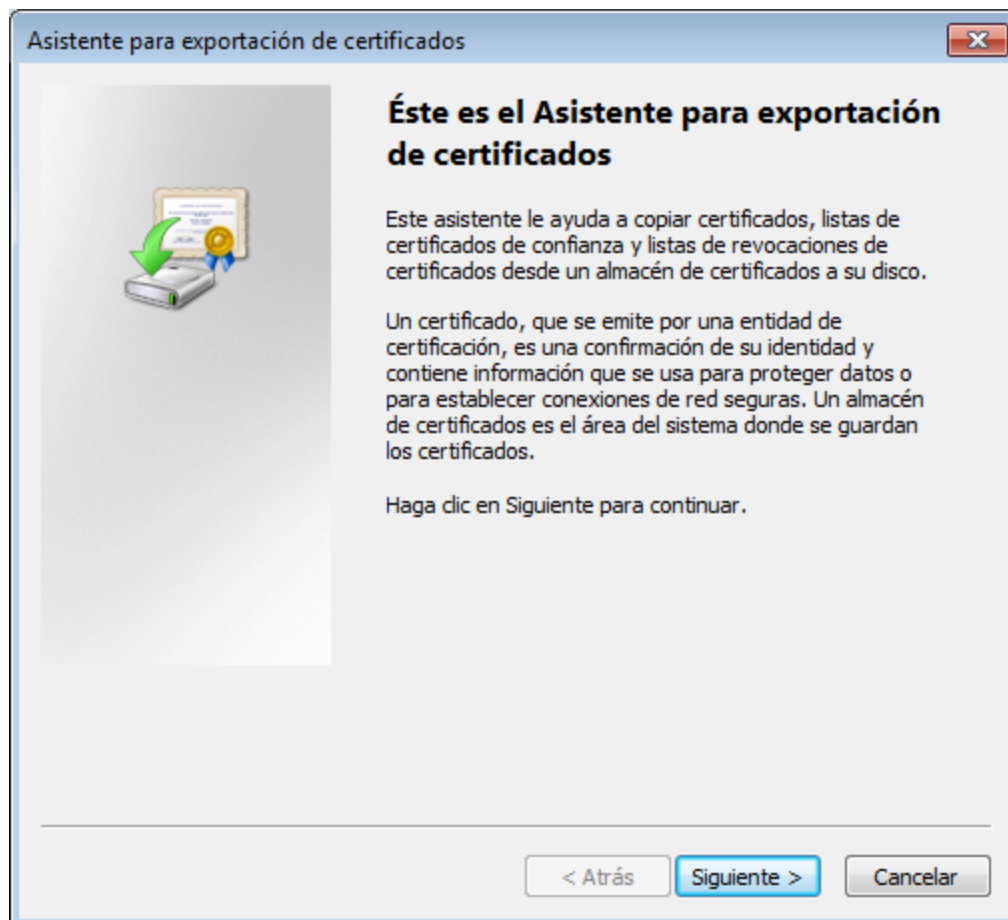 Asistente para exportación de certificados
Éste es el Asistente para exportación
de certificados
Este asistente le ayuda a copiar certificados, listas de
certificados de confianza y listas de revocaciones de
certificados desde un almacén de certificados a su disco.
Un certificado, que se emite por una entidad de
certificación, es una confirmación de su identidad y
contiene información que se usa para proteger datos o
para establecer conexiones de red seguras. Un almacén
de certificados es el área del sistema donde se guardan
los certificados.
Haga clic en Siguiente para continuar.
< Atrás
Siguiente >
Cancelar